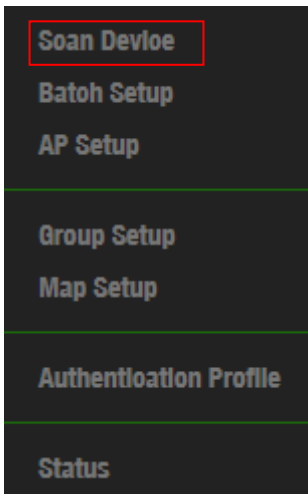 Soan Devloe
Batoh Setup
AP Setup
Group Setup
Map Setup
Authentloatlon Proflle
Status